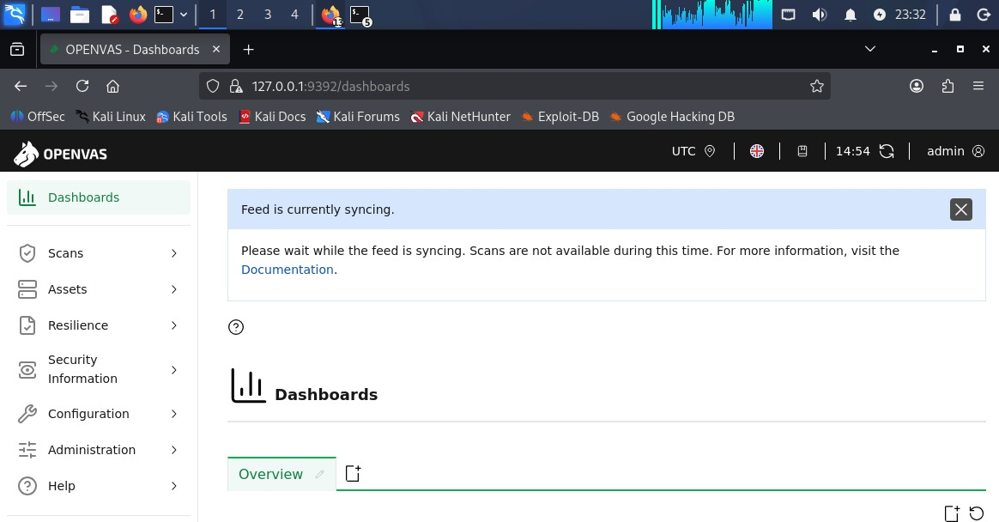 1 2 3 4 13 5 23:32
OPENVAS - Dashboards
127.0.0.1:9392/dashboards
OffSec Kali Linux Kali Tools Kali Docs Kali Forums Kali NetHunter Exploit-DB Google Hacking DB
OPENVAS UTC 14:54 admin
Dashboards
Feed is currently syncing.
Please wait while the feed is syncing. Scans are not available during this time. For more information, visit the
Documentation.
Scans
Assets
Resilience
Security
Information
Configuration
Administration
Help
Dashboards
Overview